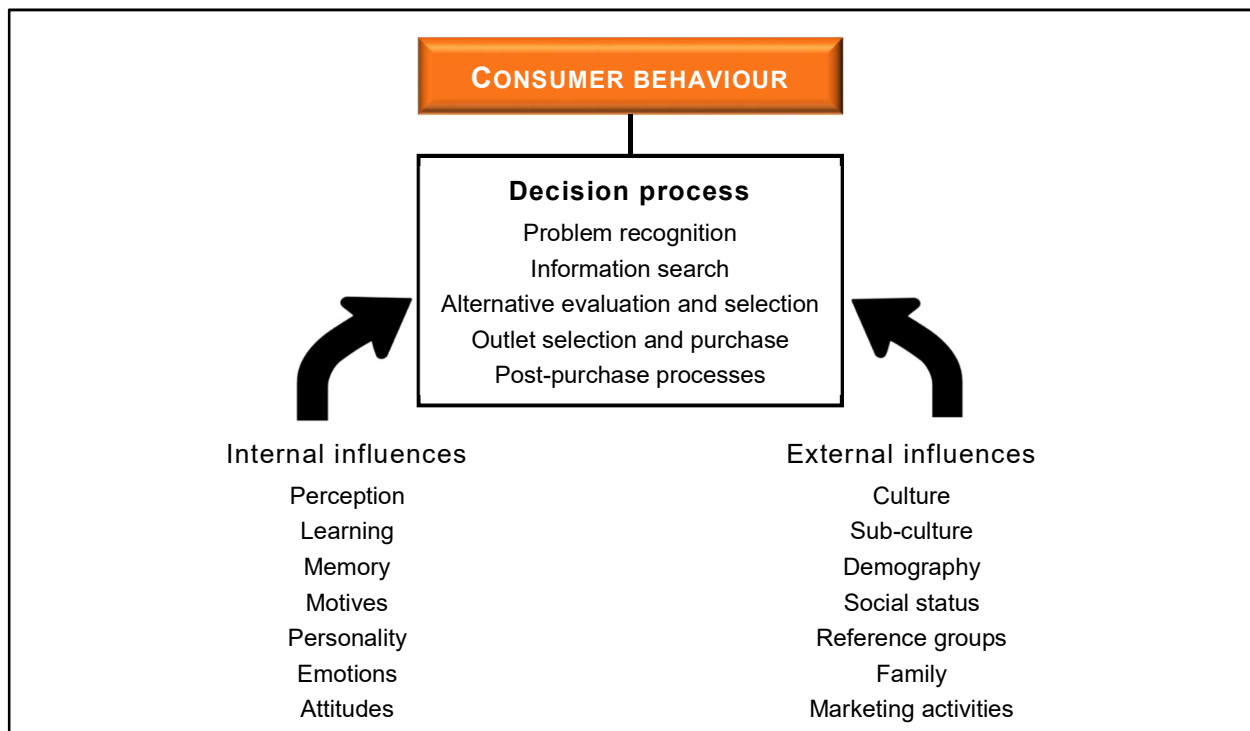 CONSUMER BEHAVIOUR
Decision process
Problem recognition
Information search
Alternative evaluation and selection
Outlet selection and purchase
Post-purchase processes
Internal influences
Perception
Learning
Memory
Motives
Personality
Emotions
Attitudes
External influences
Culture
Sub-culture
Demography
Social status
Reference groups
Family
Marketing activities